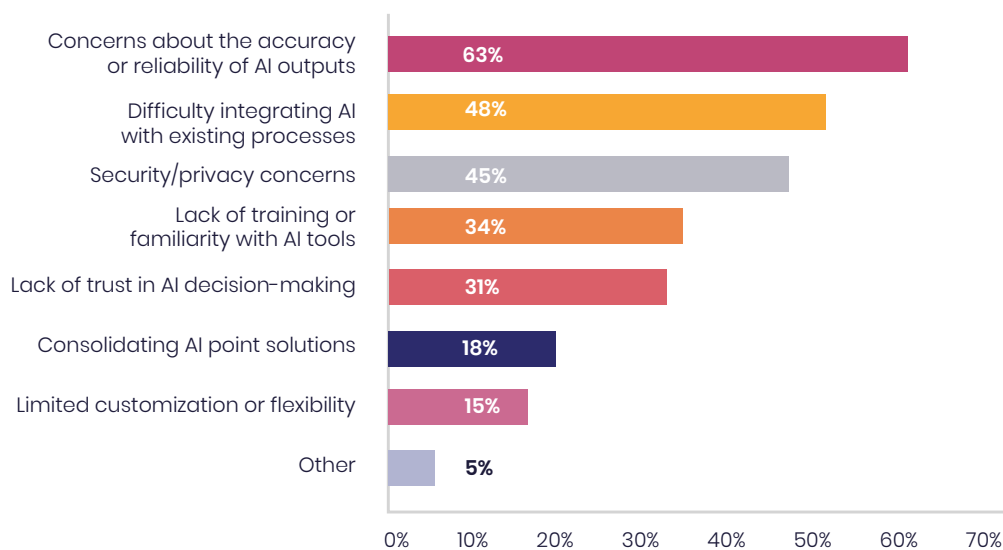 Concerns about the accuracy
or reliability of AI outputs
63%
Difficulty integrating AI
with existing processes
48%
Security/privacy concerns
45%
Lack of training or
familiarity with AI tools
34%
Lack of trust in AI decision-making
31%
Consolidating AI point solutions
18%
Limited customization or flexibility
15%
Other
5%
0% 10% 20% 30% 40% 50% 60% 70%